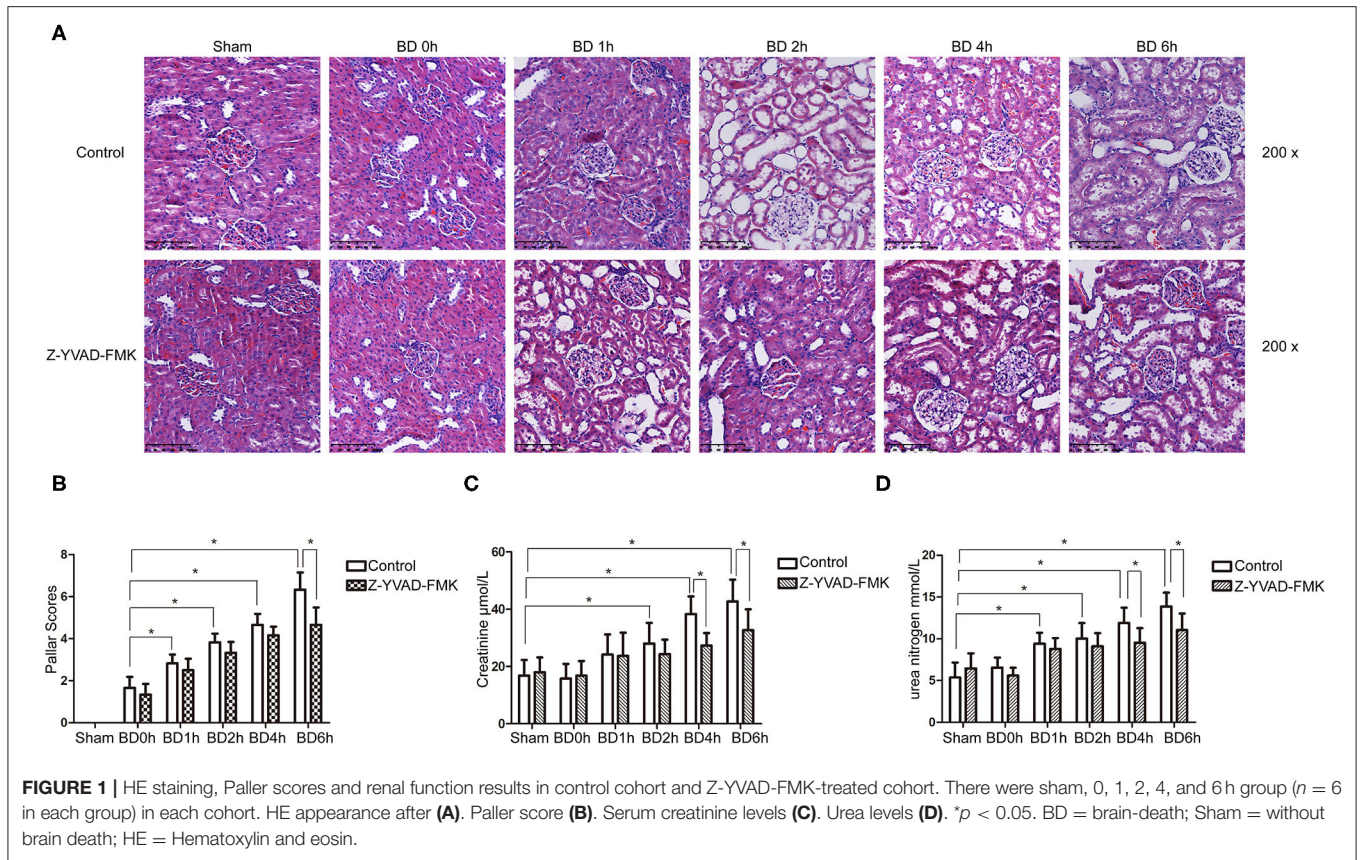 A
Sham BD 0h BD 1h BD 2h BD 4h BD 6h
Control
200 x
Z-YVAD-FMK
200 x
B
Pallar Scores
8
6
4
2
0
* * * * *
Control
Z-YVAD-FMK
Sham BD0h BD1h BD2h BD4h BD6h
C
Creatinine μmol/L
60
40
20
0
* * * * *
Control
Z-YVAD-FMK
Sham BD0h BD1h BD2h BD4h BD6h
D
urea nitrogen mmol/L
20
15
10
5
0
* * * * * *
Control
Z-YVAD-FMK
Sham BD0h BD1h BD2h BD4h BD6h
FIGURE 1 | HE staining, Paller scores and renal function results in control cohort and Z-YVAD-FMK-treated cohort. There were sham, 0, 1, 2, 4, and 6 h group (n = 6
in each group) in each cohort. HE appearance after (A). Paller score (B). Serum creatinine levels (C). Urea levels (D). *p < 0.05. BD = brain-death; Sham = without
brain death; HE = Hematoxylin and eosin.